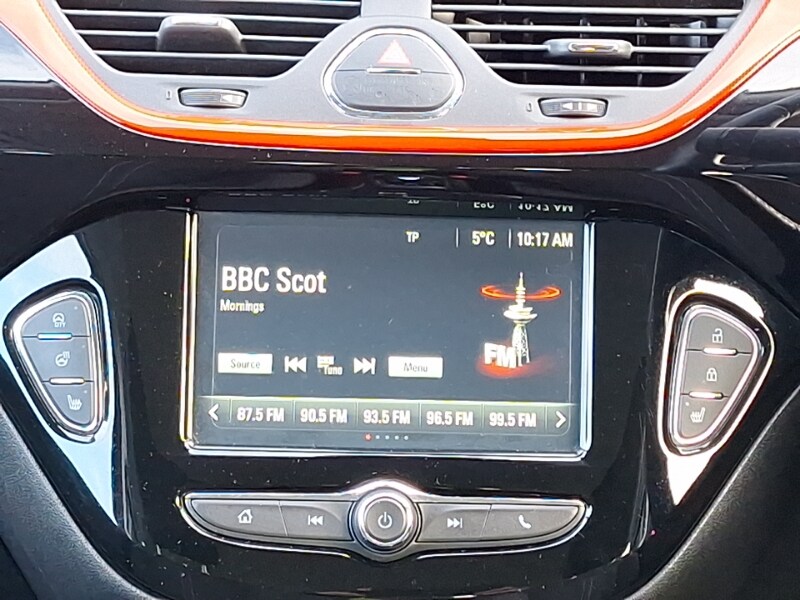 TP 5°C 10:17 AM
BBC Scot
Mornings
FM
Source Tune Menu
87.5 FM 90.5 FM 93.5 FM 96.5 FM 99.5 FM
CITY